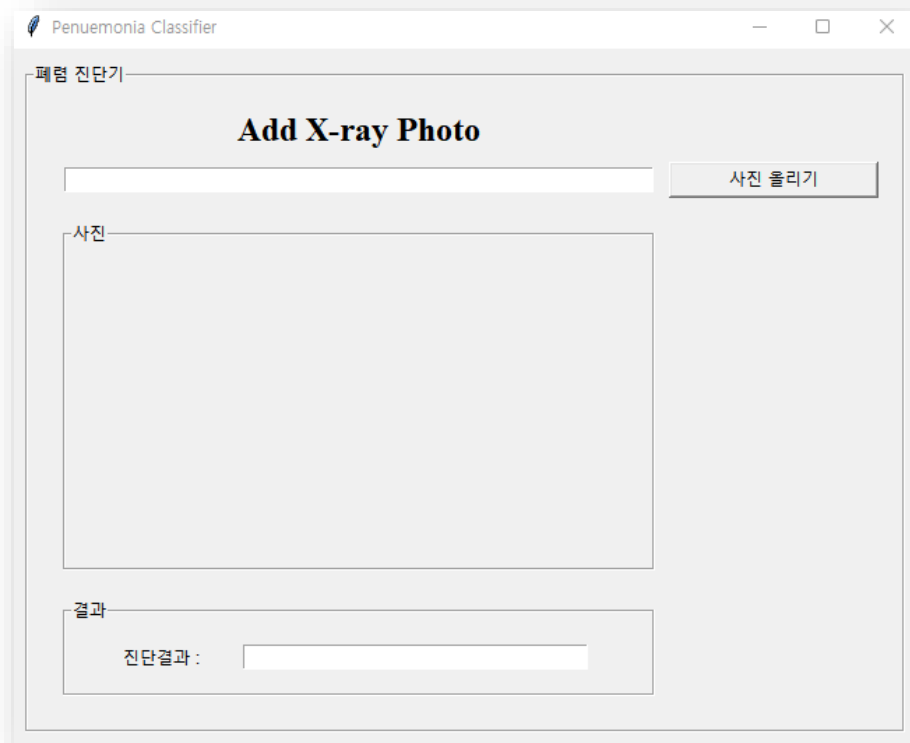 Penuemonia Classifier
폐렴 진단기
Add X-ray Photo
사진 올리기
사진
결과
진단결과 :